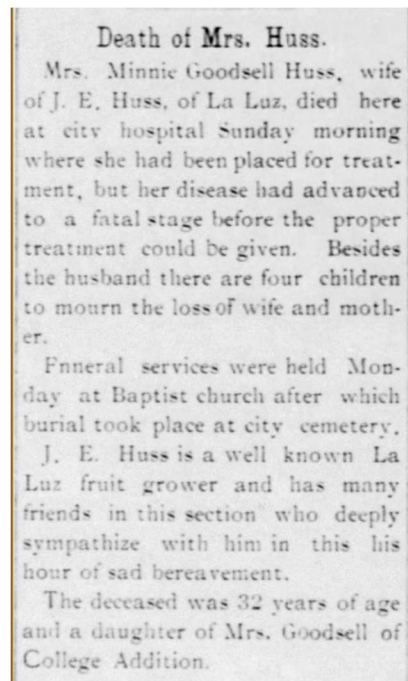 Death of Mrs. Huss.
Mrs. Minnie Goodsell Huss, wife
of J. E. Huss, of La Luz, died here
at city hospital Sunday morning
where she had been placed for treat-
ment, but her disease had advanced
to a fatal stage before the proper
treatment could be given. Besides
the husband there are four children
to mourn the loss of wife and moth-
er.
Fnneral services were held Mon-
day at Baptist church after which
burial took place at city cemetery.
J. E. Huss is a well known La
Luz fruit grower and has many
friends in this section who deeply
sympathize with him in this his
hour of sad bereavement.
The deceased was 32 years of age
and a daughter of Mrs. Goodsell of
College Addition.